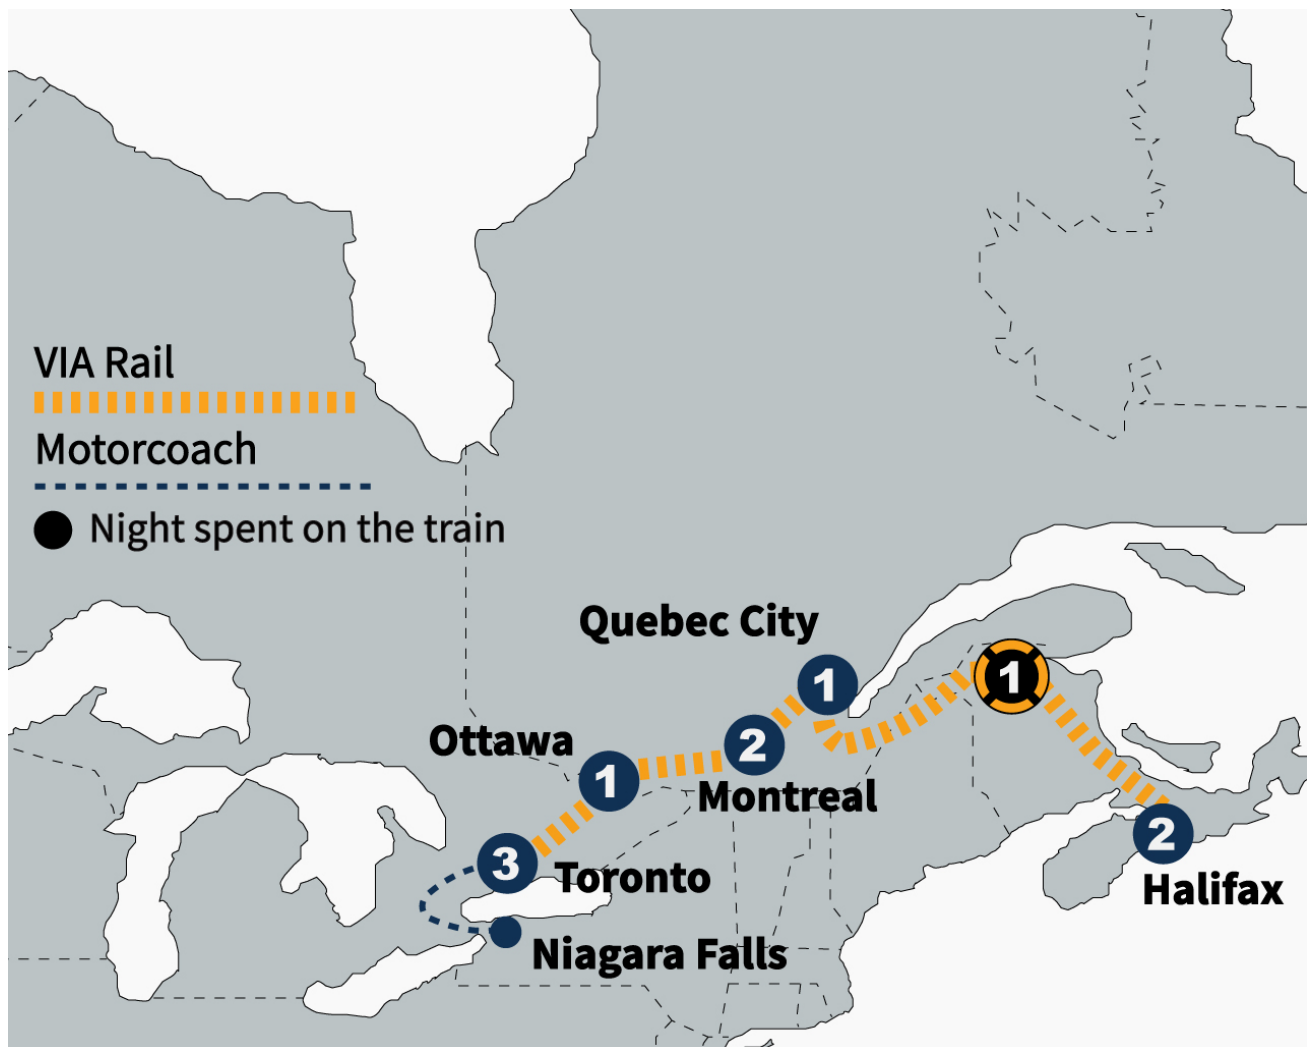 VIA Rail
Motorcoach
Night spent on the train
Quebec City
1
1
Ottawa
2
1
Montreal
3
Toronto
2
Halifax
Niagara Falls